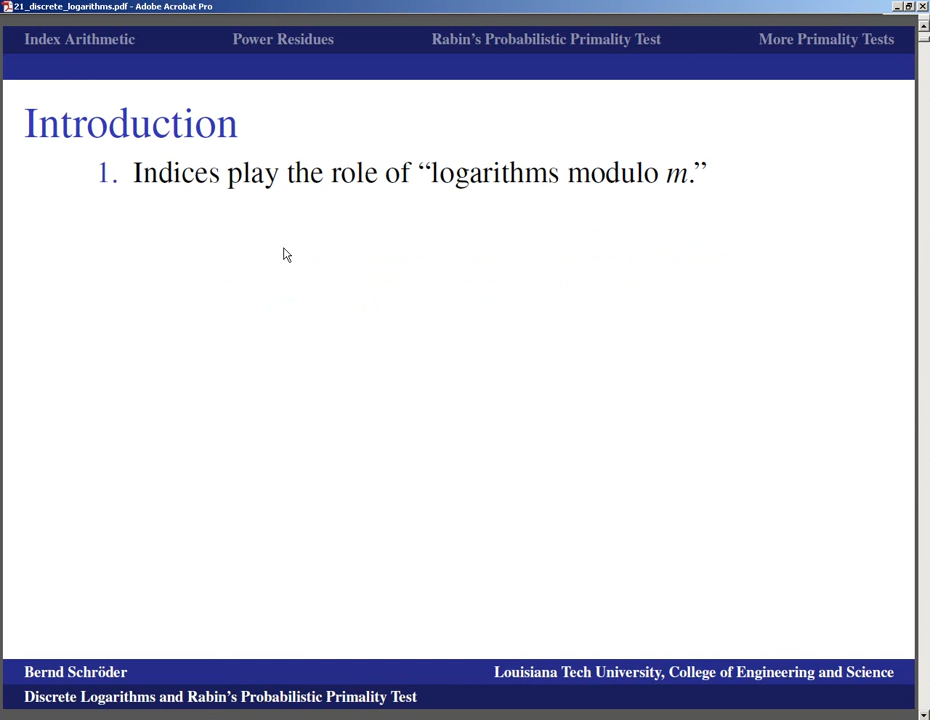 21_discrete_logarithms.pdf - Adobe Acrobat Pro
Index Arithmetic Power Residues Rabin's Probabilistic Primality Test More Primality Tests
Introduction
1. Indices play the role of “logarithms modulo m.”
Bernd Schröder Louisiana Tech University, College of Engineering and Science
Discrete Logarithms and Rabin's Probabilistic Primality Test